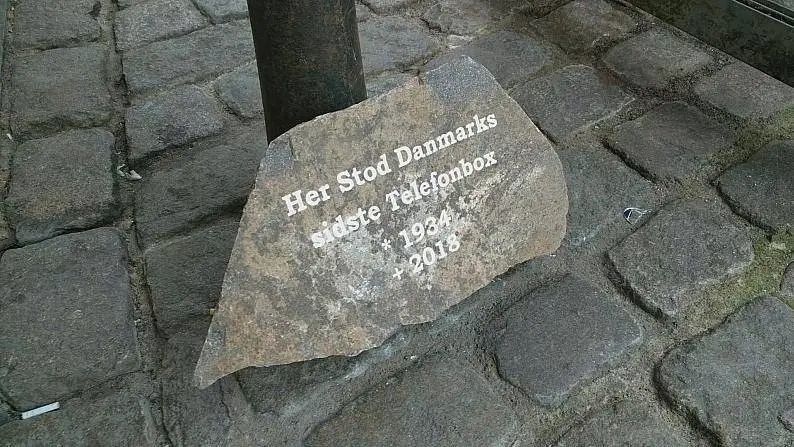 Her Stod Danmarks
sidste Telefonbox
* 1934
+ 2018